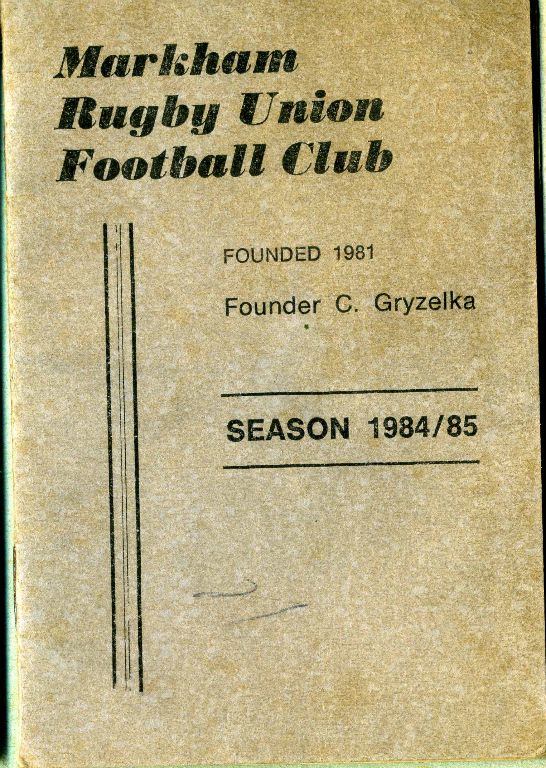 Markham
Rugby Union
Football Club
FOUNDED 1981
Founder C. Gryzelka
SEASON 1984/85